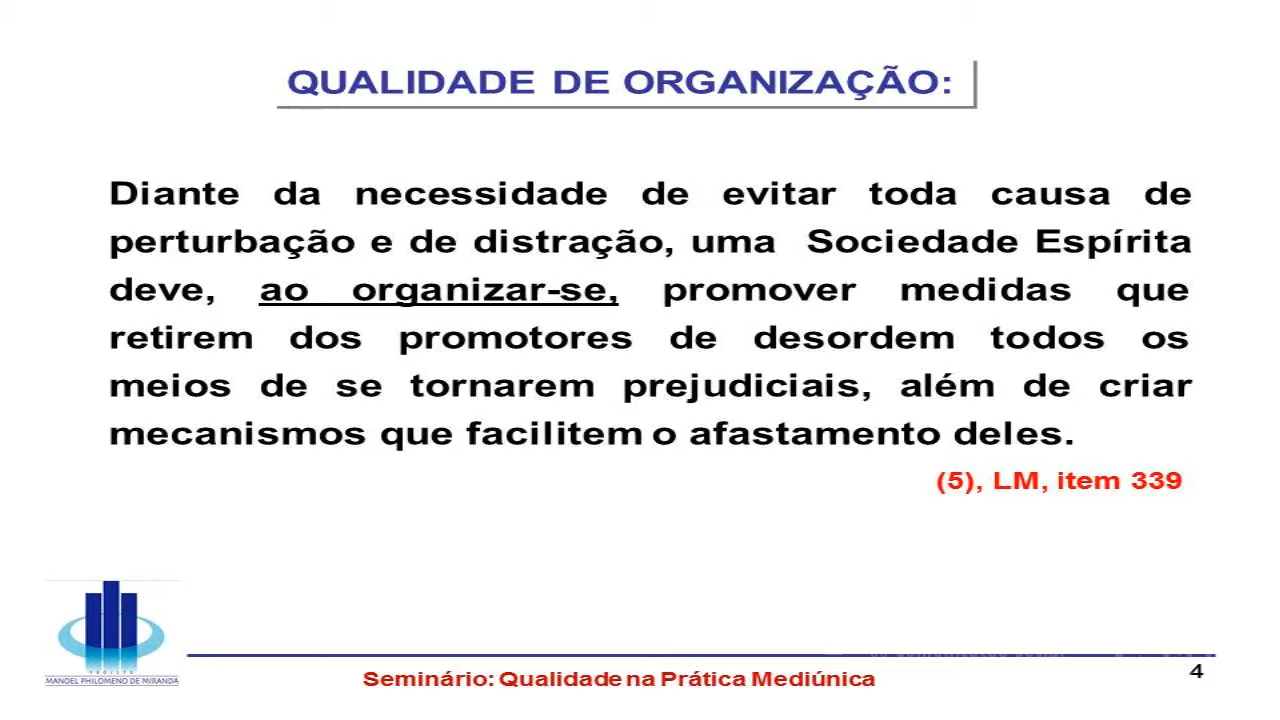 QUALIDADE DE ORGANIZAÇÃO:
Diante da necessidade de evitar toda causa de
perturbação e de distração, uma Sociedade Espírita
deve, ao organizar-se, promover medidas que
retirem dos promotores de desordem todos os
meios de se tornarem prejudiciais, além de criar
mecanismos que facilitem o afastamento deles.
(5), LM, item 339
PROJETO
MANOEL PHILOMENO DE MIRANDA
Seminário: Qualidade na Prática Mediúnica
4